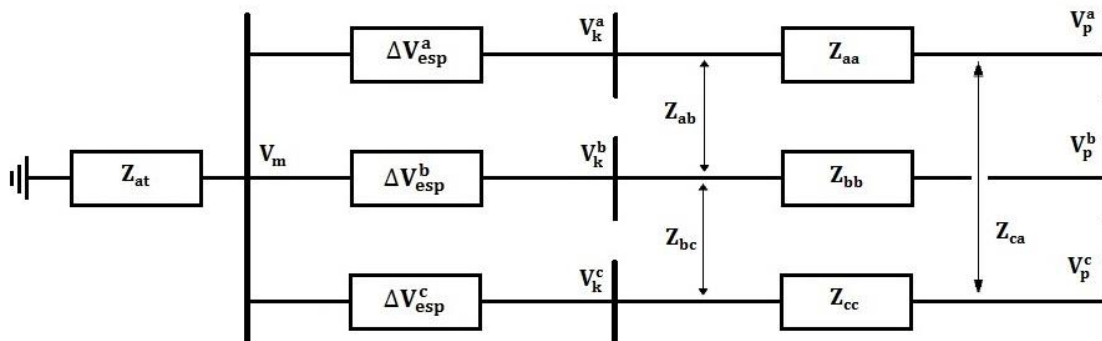 V_k^a
V_p^a
ΔV_esp^a
Z_aa
Z_ab
V_m
V_k^b
V_p^b
Z_at
ΔV_esp^b
Z_bb
Z_bc
Z_ca
V_k^c
V_p^c
ΔV_esp^c
Z_cc